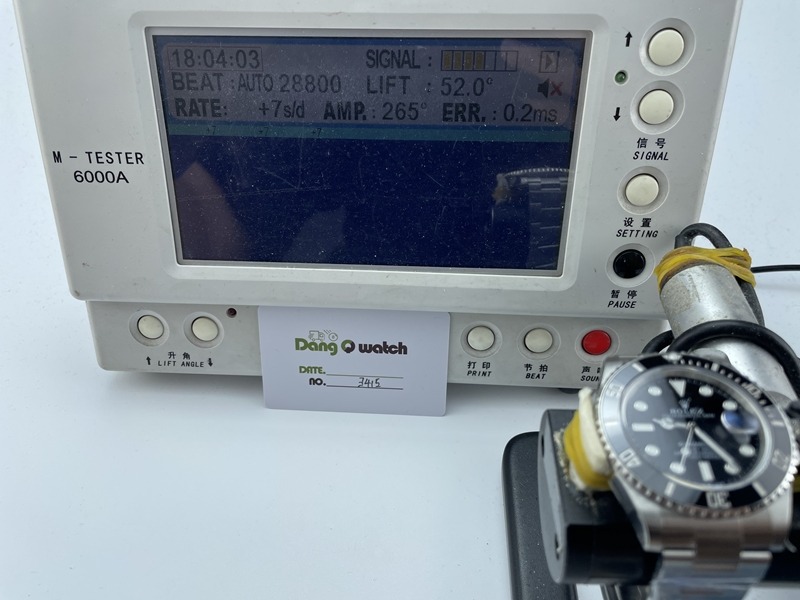 18:04:03 SIGNAL :
BEAT : AUTO 28800 LIFT : 52.0°
RATE: +7s/d AMP. : 265° ERR. : 0.2ms
M - TESTER
6000A
信号
SIGNAL
设置
SETTING
暂停
PAUSE
升角
LIFT ANGLE
打印
PRINT
节拍
BEAT
声
SOUN
Dang Q watch
DATE.
NO. 3415
ROLEX